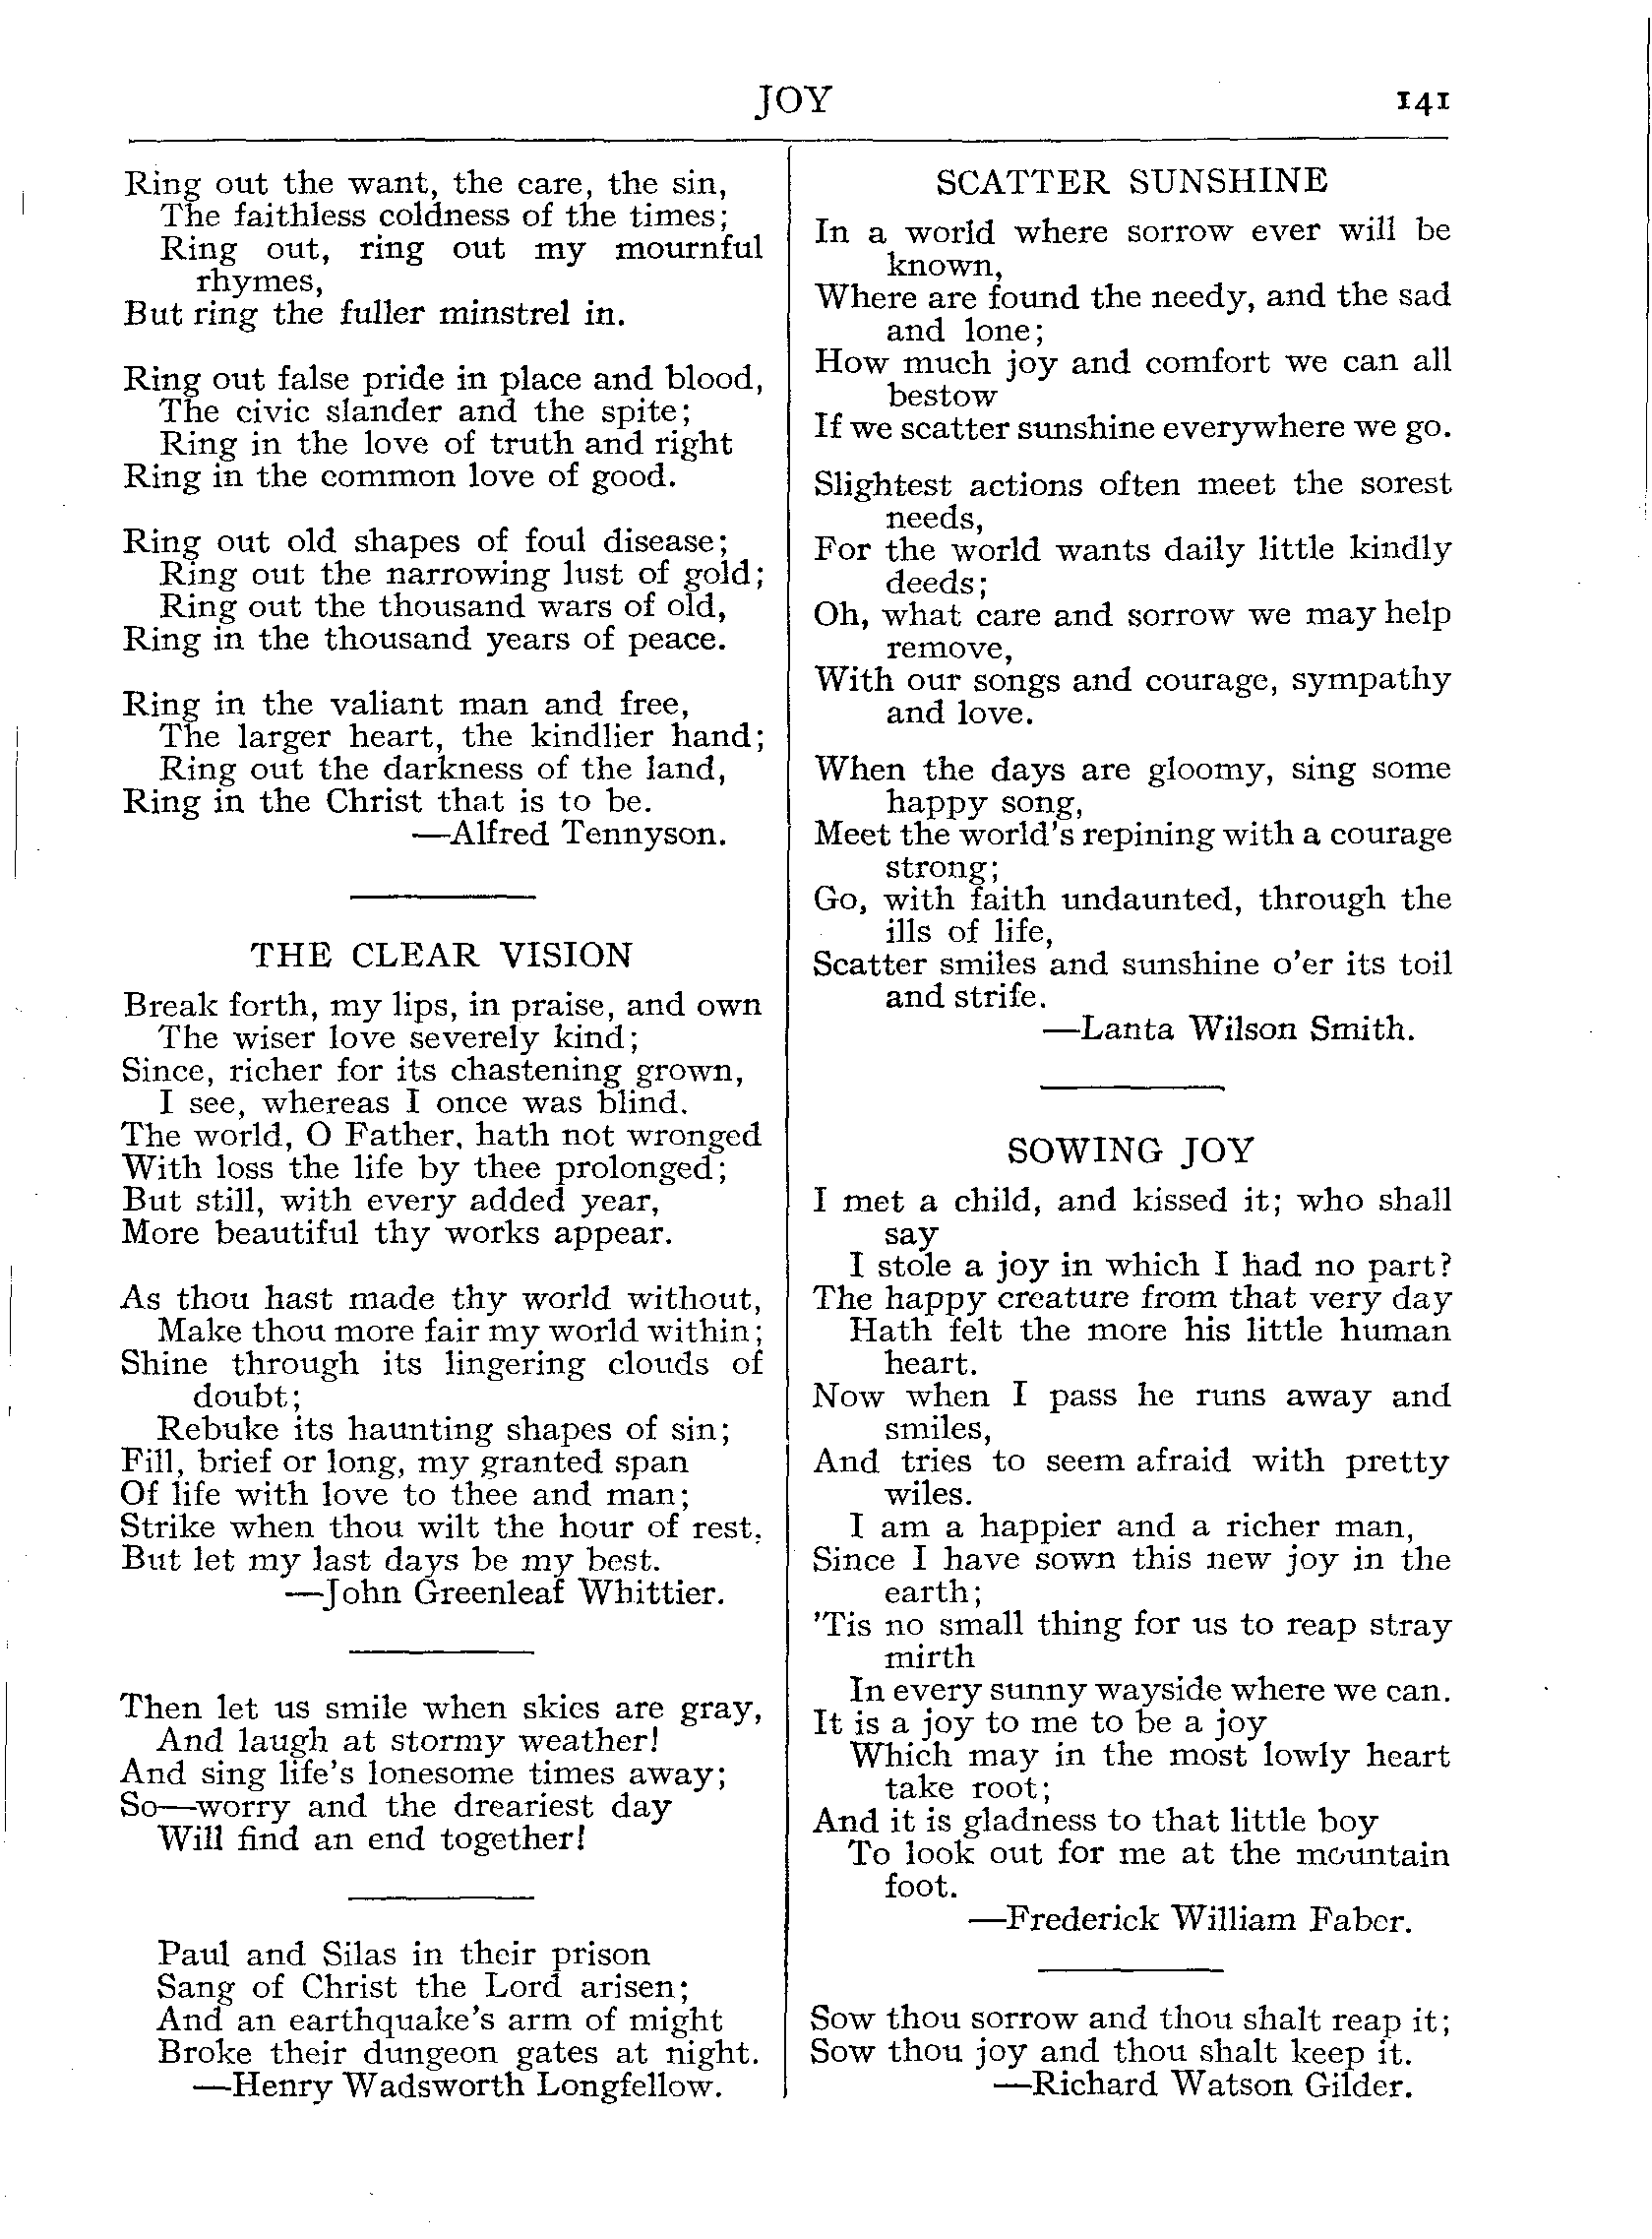 JOY 141
Ring out the want, the care, the sin,
The faithless coldness of the times;
Ring out, ring out my mournful
rhymes,
But ring the fuller minstrel in.
Ring out false pride in place and blood,
The civic slander and the spite;
Ring in the love of truth and right
Ring in the common love of good.
Ring out old shapes of foul disease;
Ring out the narrowing lust of gold;
Ring out the thousand wars of old,
Ring in the thousand years of peace.
Ring in the valiant man and free,
The larger heart, the kindlier hand;
Ring out the darkness of the land,
Ring in the Christ that is to be.
—Alfred Tennyson.
THE CLEAR VISION
Break forth, my lips, in praise, and own
The wiser love severely kind;
Since, richer for its chastening grown,
I see, whereas I once was blind.
The world, O Father, hath not wronged
With loss the life by thee prolonged;
But still, with every added year,
More beautiful thy works appear.
As thou hast made thy world without,
Make thou more fair my world within;
Shine through its lingering clouds of
doubt;
Rebuke its haunting shapes of sin;
Fill, brief or long, my granted span
Of life with love to thee and man;
Strike when thou wilt the hour of rest,
But let my last days be my best.
—John Greenleaf Whittier.
Then let us smile when skies are gray,
And laugh at stormy weather!
And sing life's lonesome times away;
So—worry and the dreariest day
Will find an end together!
Paul and Silas in their prison
Sang of Christ the Lord arisen;
And an earthquake's arm of might
Broke their dungeon gates at night.
—Henry Wadsworth Longfellow.
SCATTER SUNSHINE
In a world where sorrow ever will be
known,
Where are found the needy, and the sad
and lone;
How much joy and comfort we can all
bestow
If we scatter sunshine everywhere we go.
Slightest actions often meet the sorest
needs,
For the world wants daily little kindly
deeds;
Oh, what care and sorrow we may help
remove,
With our songs and courage, sympathy
and love.
When the days are gloomy, sing some
happy song,
Meet the world's repining with a courage
strong;
Go, with faith undaunted, through the
ills of life,
Scatter smiles and sunshine o'er its toil
and strife.
—Lanta Wilson Smith.
SOWING JOY
I met a child, and kissed it; who shall
say
I stole a joy in which I had no part?
The happy creature from that very day
Hath felt the more his little human
heart.
Now when I pass he runs away and
smiles,
And tries to seem afraid with pretty
wiles.
I am a happier and a richer man,
Since I have sown this new joy in the
earth;
'Tis no small thing for us to reap stray
mirth
In every sunny wayside where we can.
It is a joy to me to be a joy
Which may in the most lowly heart
take root;
And it is gladness to that little boy
To look out for me at the mountain
foot.
—Frederick William Faber.
Sow thou sorrow and thou shalt reap it;
Sow thou joy and thou shalt keep it.
—Richard Watson Gilder.